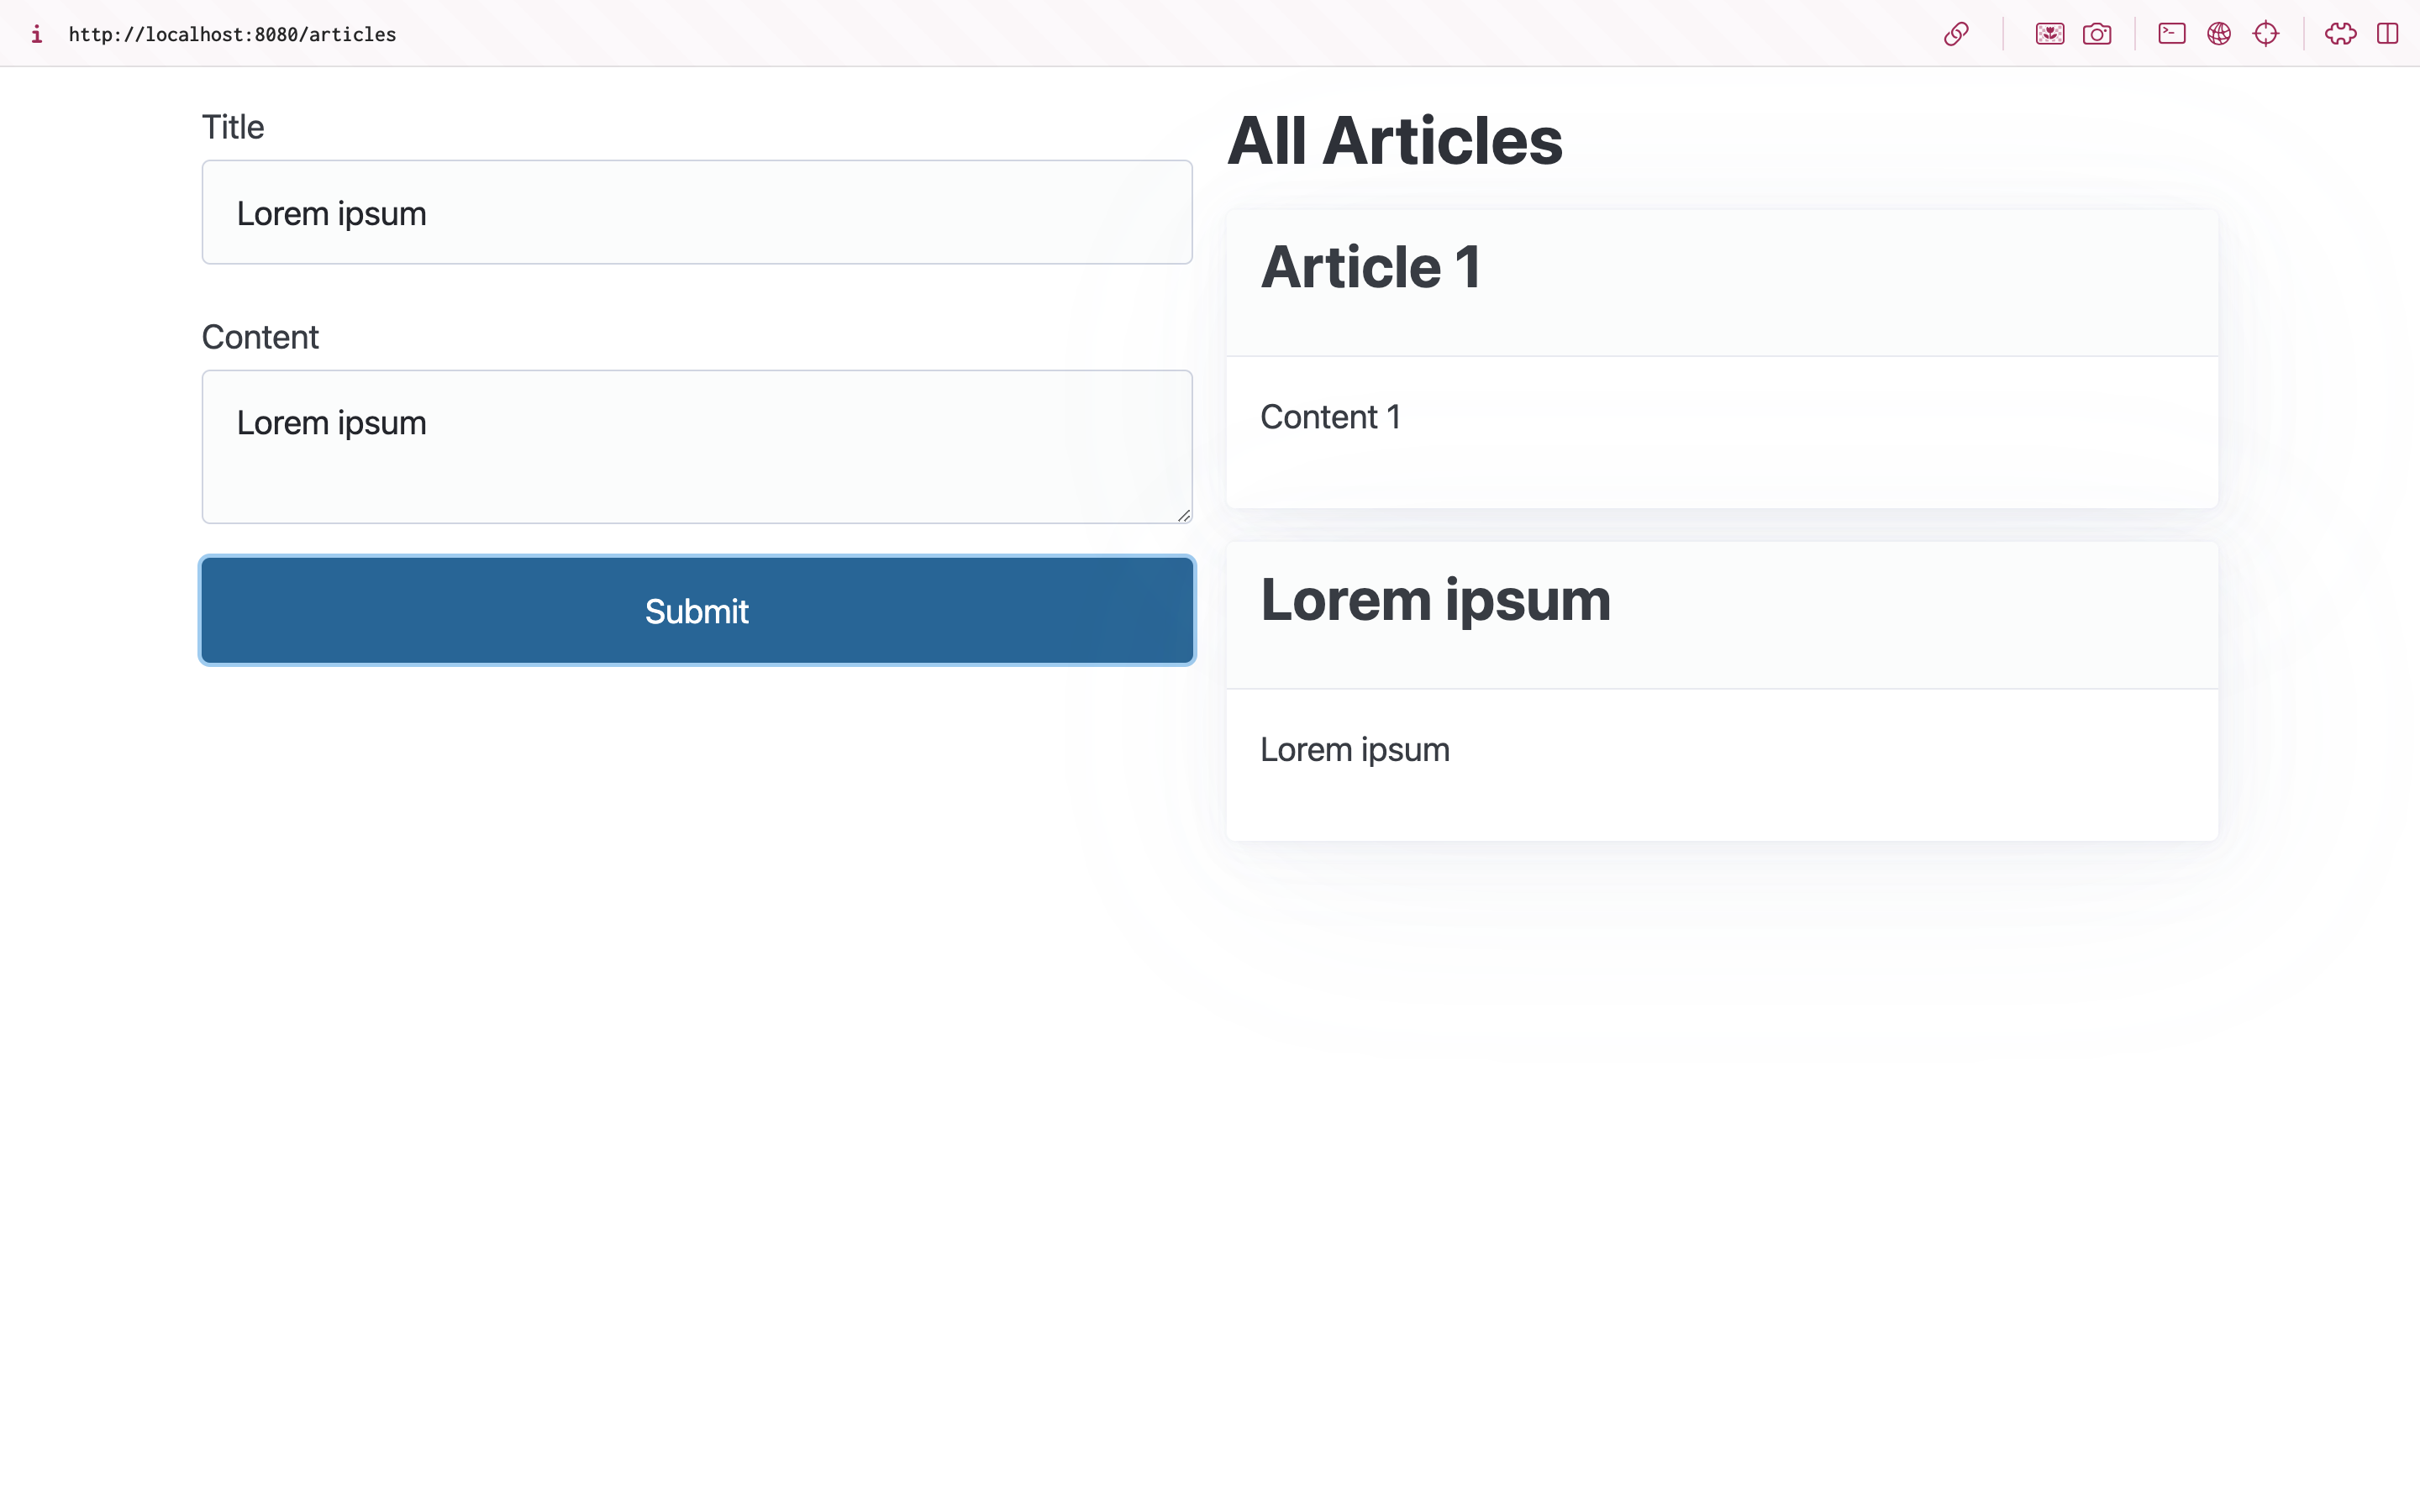 http://localhost:8080/articles
Title
Lorem ipsum
Content
Lorem ipsum
Submit
All Articles
Article 1
Content 1
Lorem ipsum
Lorem ipsum